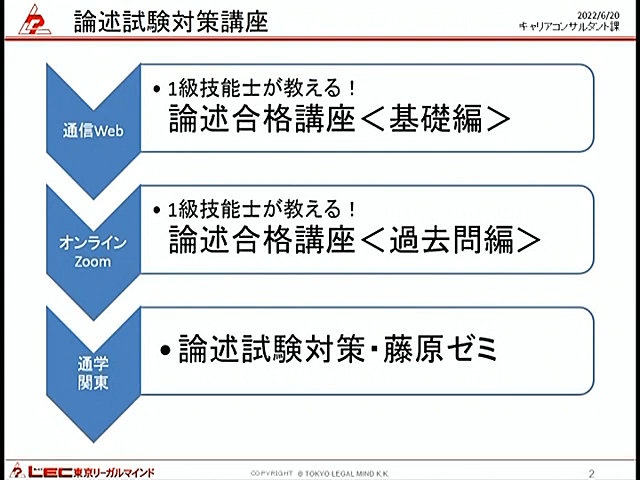 論述試験対策講座
2022/6/20
キャリアコンサルタント課
通信Web
• 1級技能士が教える！
論述合格講座＜基礎編＞
オンライン
Zoom
• 1級技能士が教える！
論述合格講座＜過去問編＞
通学
関東
• 論述試験対策・藤原ゼミ
LEC東京リーガルマインド
COPYRIGHT © TOKYO LEGAL MIND K.K.
2